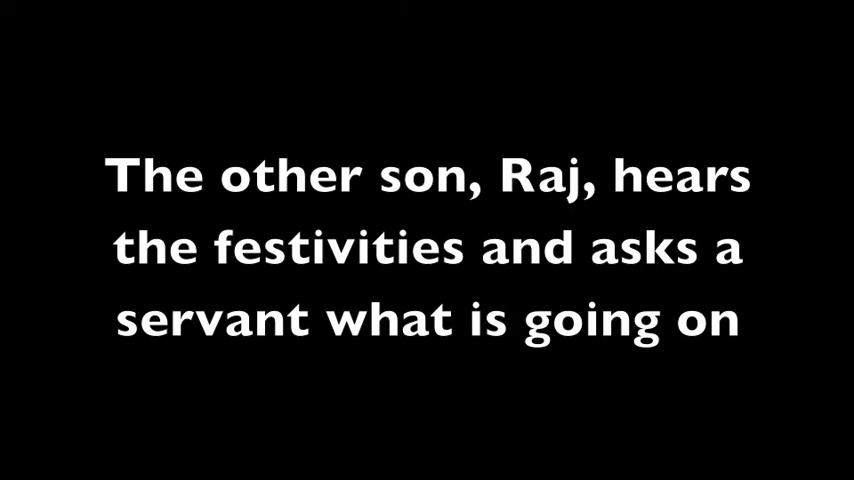 The other son, Raj, hears
the festivities and asks a
servant what is going on